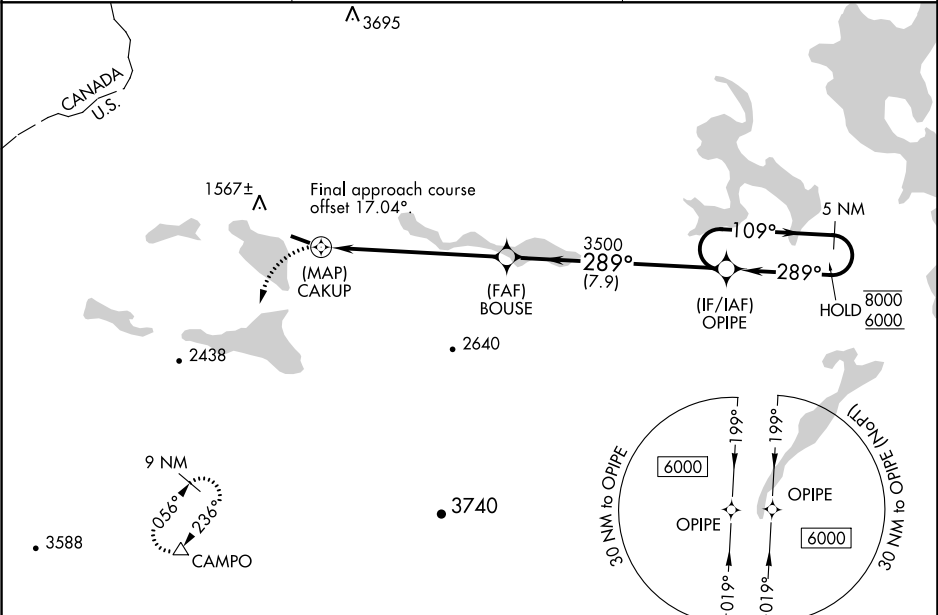 3695
CANADA
U.S.
1567±
Final approach course
offset 17.04°.
5 NM
109°
3500
289°
(7.9)
289°
(MAP)
CAKUP
(FAF)
BOUSE
(IF/IAF)
OPIPE
HOLD
8000
6000
2438
2640
9 NM
056°
236°
CAMPO
3588
3740
30 NM to OPIPE
199°
199°
30 NM to OPIPE (NoPT)
6000
OPIPE
OPIPE
6000
019°
019°